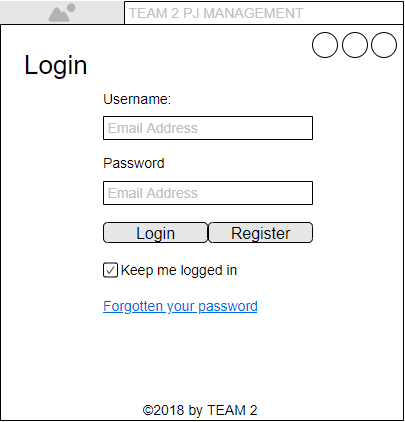 TEAM 2 PJ MANAGEMENT
Login
Username:
Email Address
Password
Email Address
Login Register
Keep me logged in
Forgotten your password
©2018 by TEAM 2